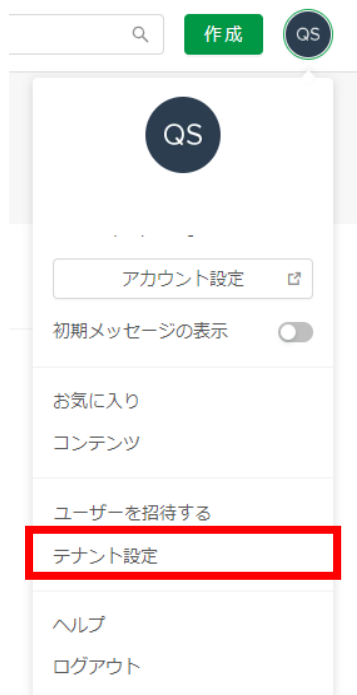 作成
QS
QS
アカウント設定
初期メッセージの表示
お気に入り
コンテンツ
ユーザーを招待する
テナント設定
ヘルプ
ログアウト